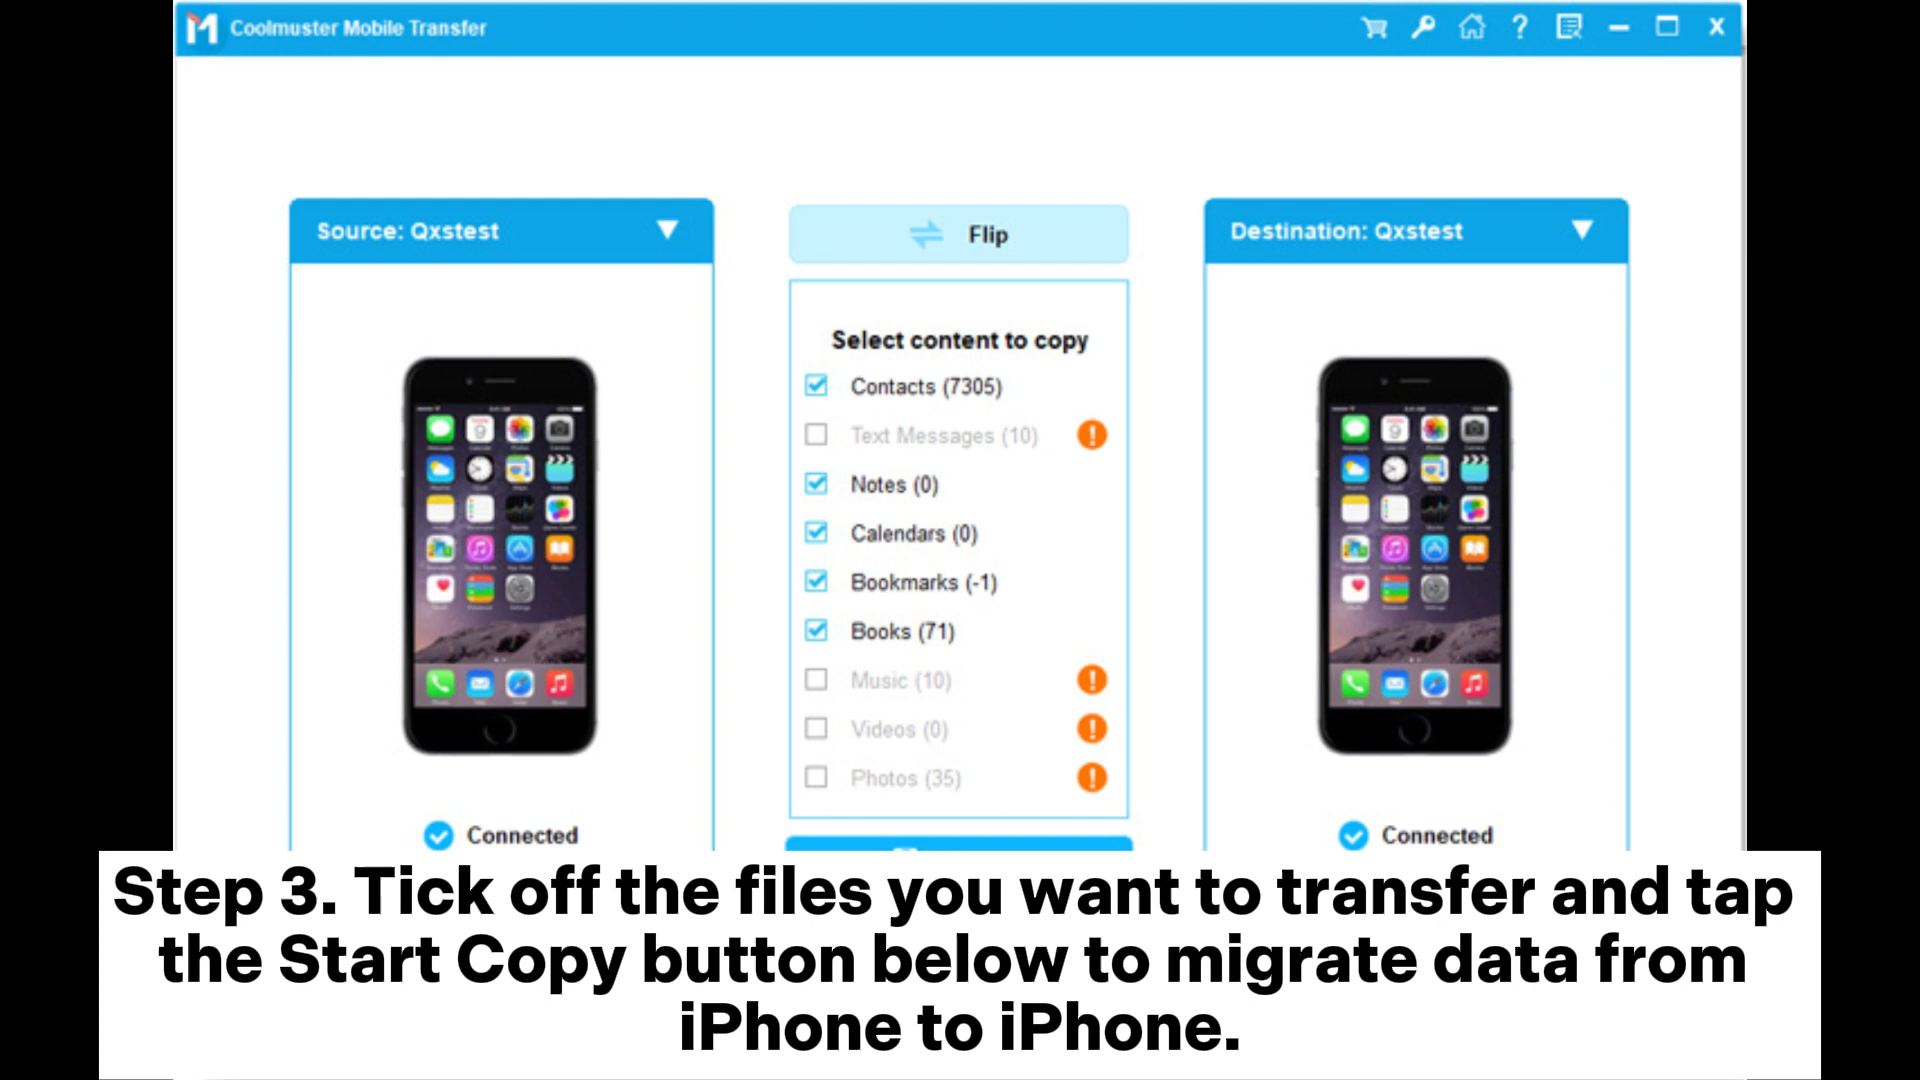 Coolmuster Mobile Transfer
Source: Qxstest
Flip
Destination: Qxstest
Select content to copy
Contacts (7305)
Text Messages (10)
Notes (0)
Calendars (0)
Bookmarks (-1)
Books (71)
Music (10)
Videos (0)
Photos (35)
Connected
Connected
Step 3. Tick off the files you want to transfer and tap
the Start Copy button below to migrate data from
iPhone to iPhone.